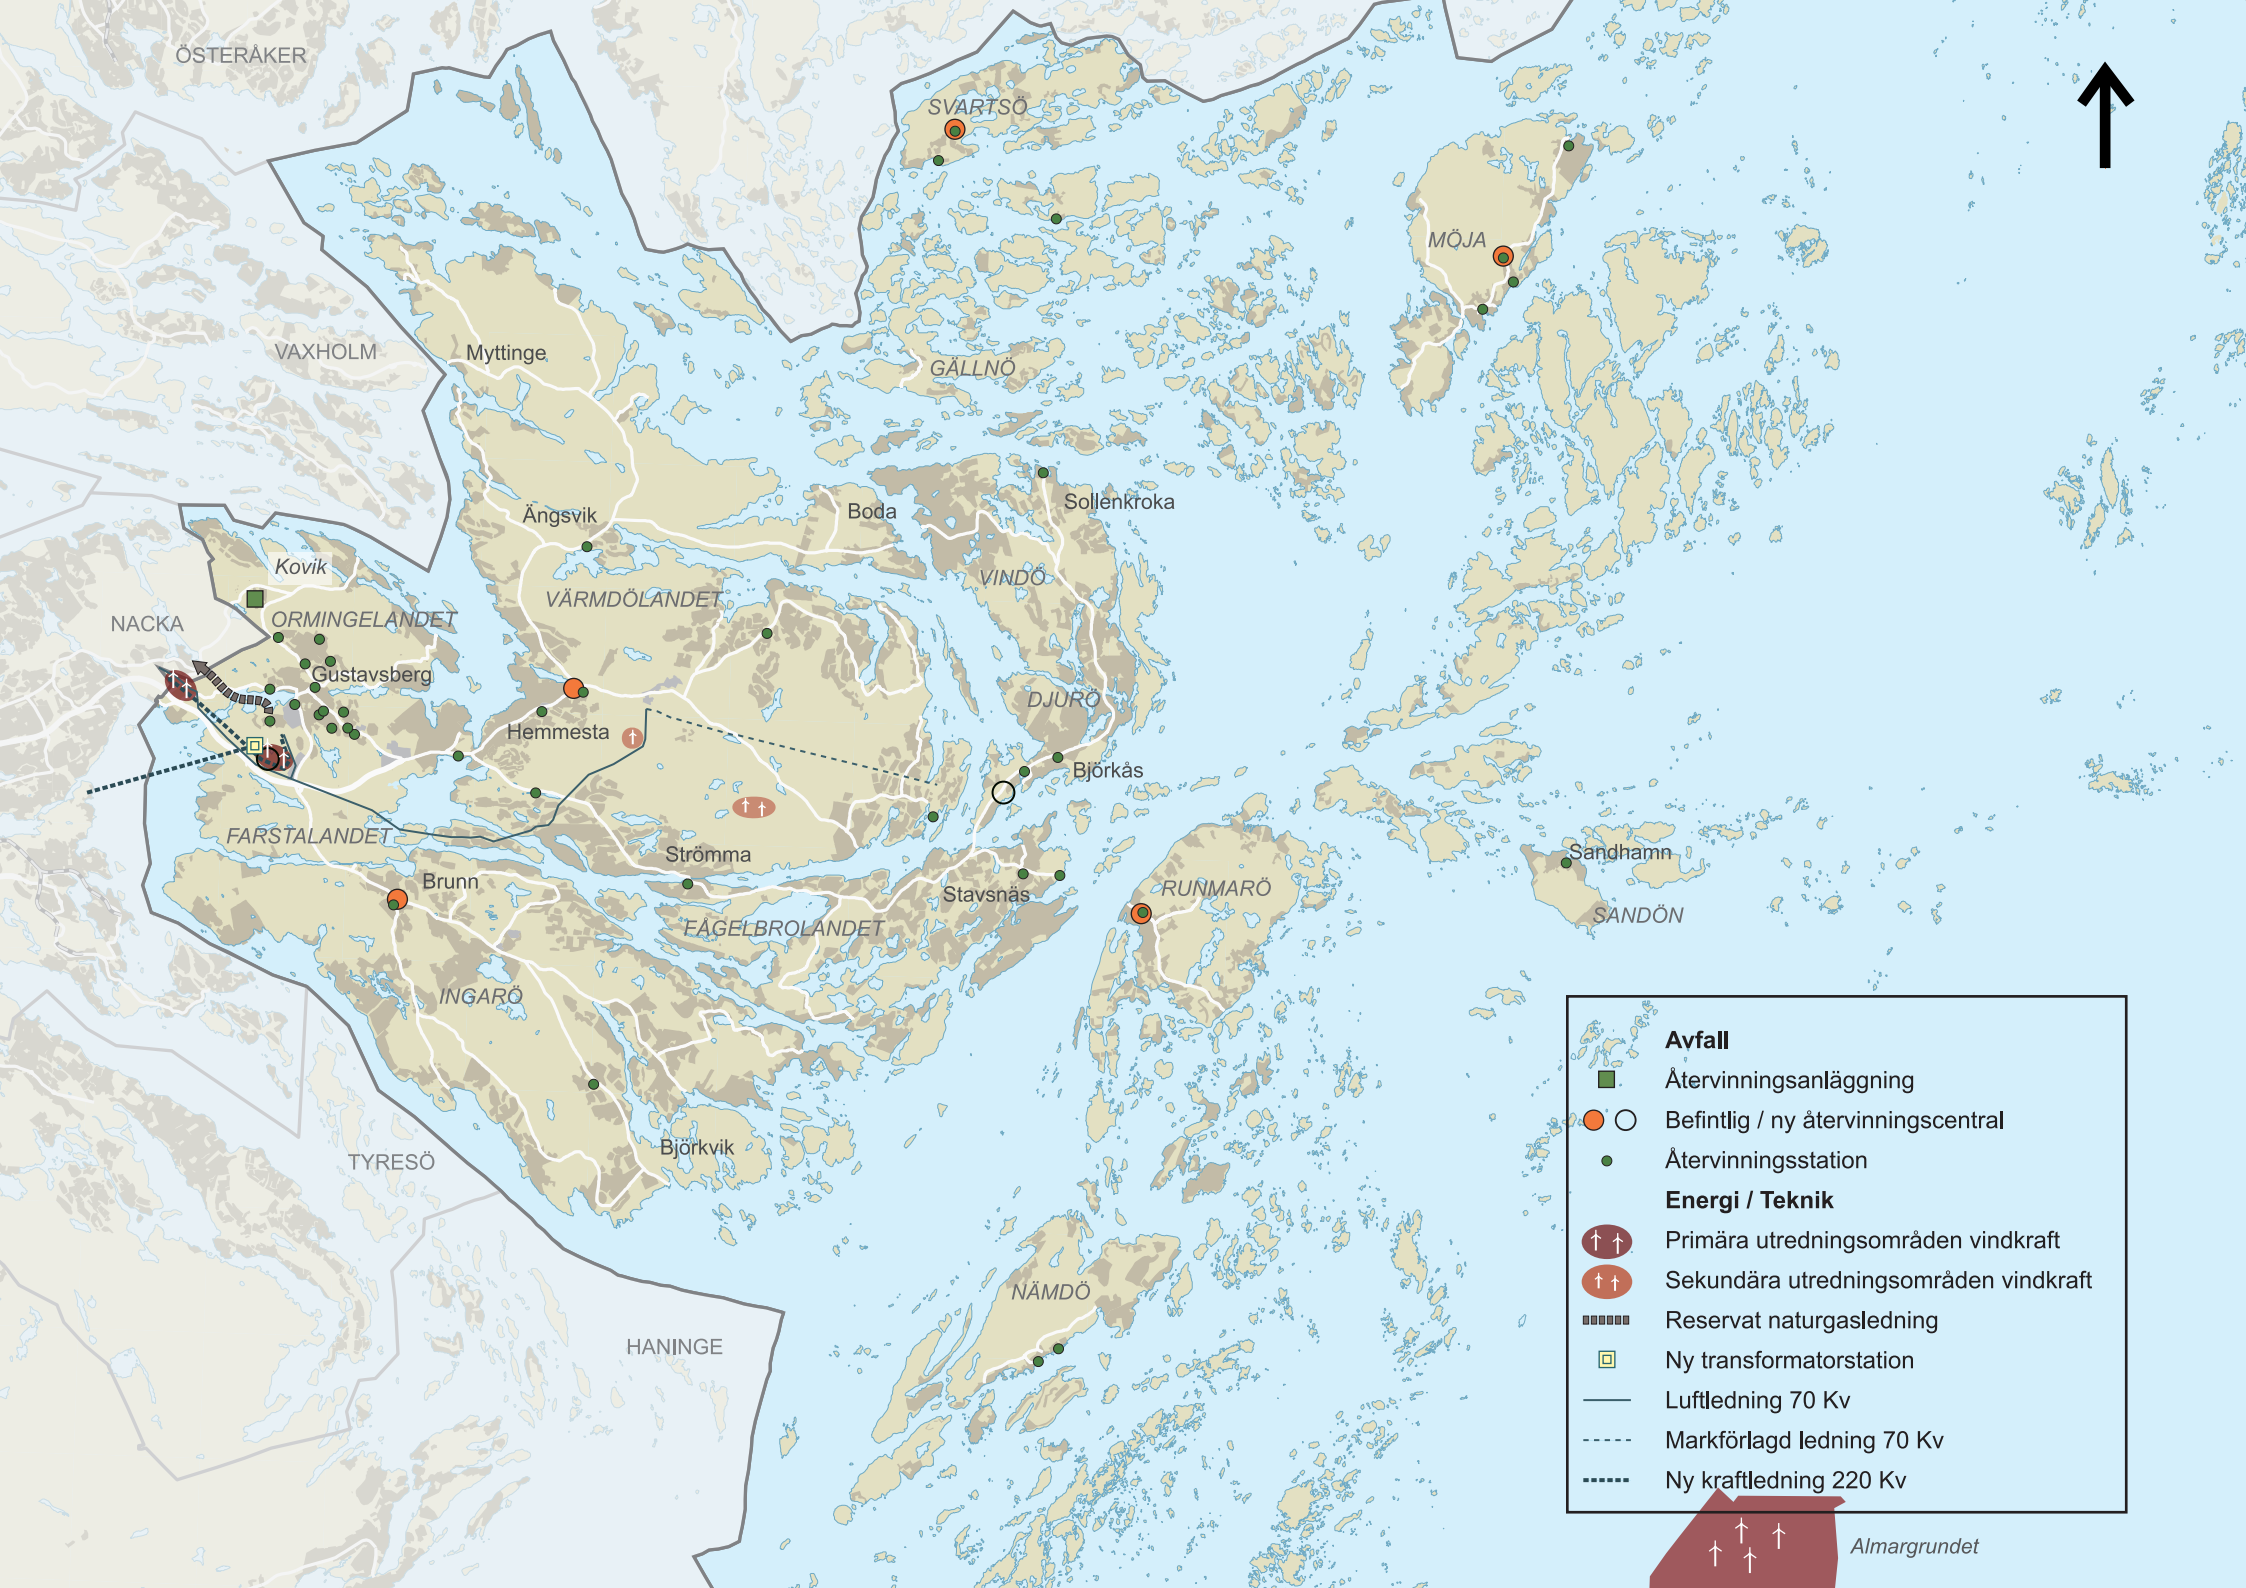 ÖSTERÅKER
SVARTSÖ
MÖJA
VAXHOLM
Myttinge
GÄLLNÖ
Ängsvik
Boda
Sollenkroka
Kovik
VINDÖ
VÄRMDÖLANDET
NACKA
ORMINGELANDET
Gustavsberg
DJURÖ
Hemmesta
Björkås
FARSTALANDET
Strömma
Sandhamn
Brunn
Stavsnäs
RUNMARÖ
SANDÖN
FÅGELBROLANDET
INGARÖ
Björkvik
TYRESÖ
NÄMDÖ
HANINGE
Avfall
Återvinningsanläggning
Befintlig / ny återvinningscentral
Återvinningsstation
Energi / Teknik
Primära utredningsområden vindkraft
Sekundära utredningsområden vindkraft
Reservat naturgasledning
Ny transformatorstation
Luftledning 70 Kv
Markförlagd ledning 70 Kv
Ny kraftledning 220 Kv
Almargrundet